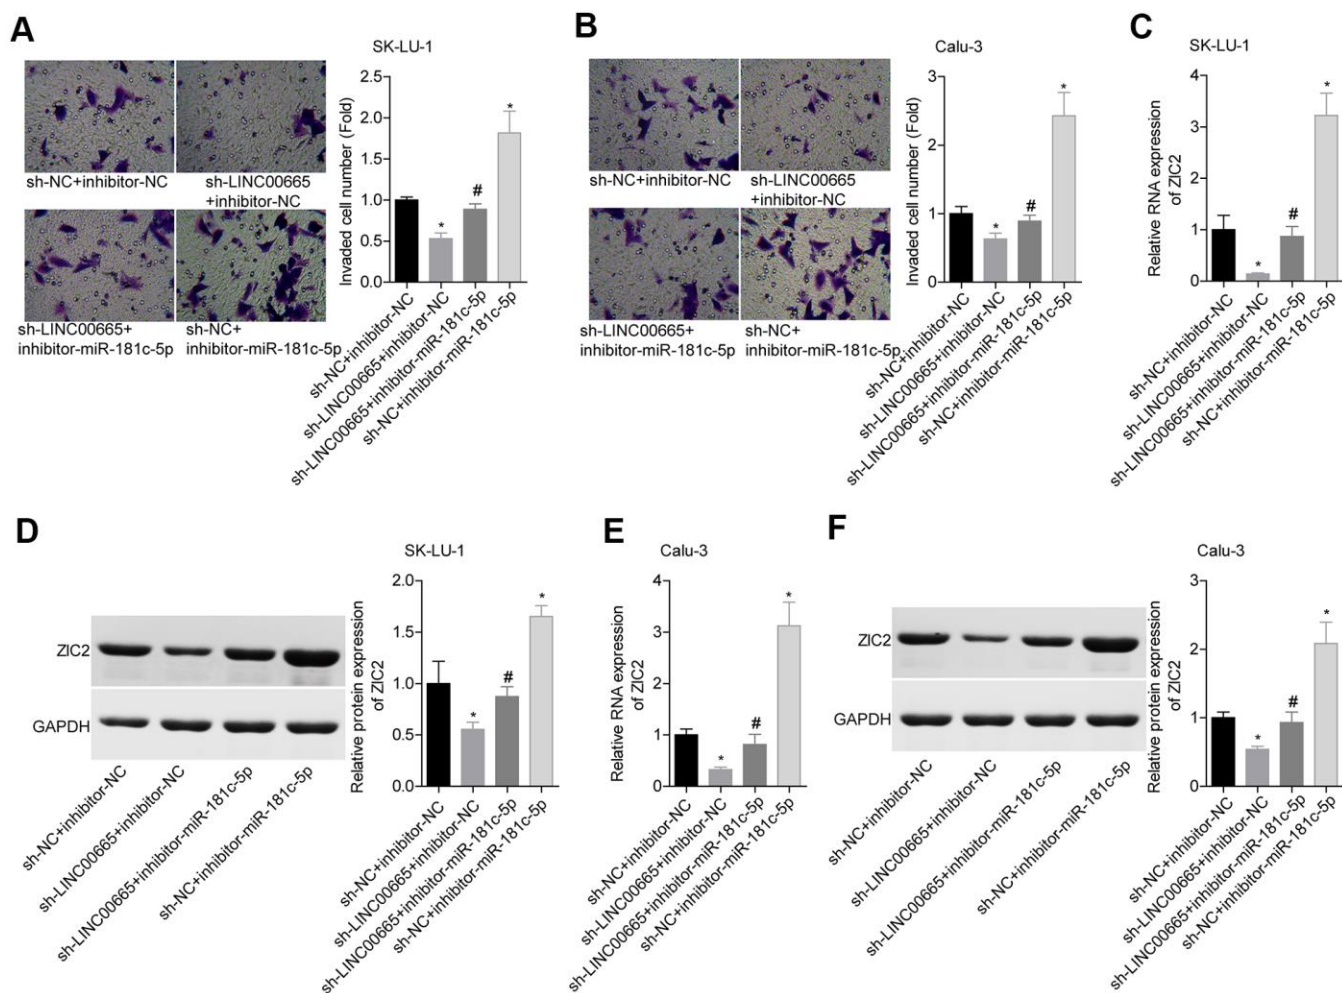 A
SK-LU-1
sh-NC+inhibitor-NC
sh-LINC00665
+inhibitor-NC
sh-LINC00665+
inhibitor-miR-181c-5p
sh-NC+
inhibitor-miR-181c-5p
Invaded cell number (Fold)
2.5
2.0
1.5
1.0
0.5
0.0
*
#
*
sh-NC+inhibitor-NC
sh-LINC00665+inhibitor-NC
sh-LINC00665+inhibitor-miR-181c-5p
sh-NC+inhibitor-miR-181c-5p
B
Calu-3
sh-NC+inhibitor-NC
sh-LINC00665
+inhibitor-NC
sh-LINC00665+
inhibitor-miR-181c-5p
sh-NC+
inhibitor-miR-181c-5p
Invaded cell number (Fold)
3
2
1
0
*
#
*
sh-NC+inhibitor-NC
sh-LINC00665+inhibitor-NC
sh-LINC00665+inhibitor-miR-181c-5p
sh-NC+inhibitor-miR-181c-5p
C
SK-LU-1
Relative RNA expression
of ZIC2
4
3
2
1
0
*
#
*
sh-NC+inhibitor-NC
sh-LINC00665+inhibitor-NC
sh-LINC00665+inhibitor-miR-181c-5p
sh-NC+inhibitor-miR-181c-5p
D
ZIC2
GAPDH
sh-NC+inhibitor-NC
sh-LINC00665+inhibitor-NC
sh-LINC00665+inhibitor-miR-181c-5p
sh-NC+inhibitor-miR-181c-5p
SK-LU-1
Relative protein expression
of ZIC2
2.0
1.5
1.0
0.5
0.0
*
#
*
sh-NC+inhibitor-NC
sh-LINC00665+inhibitor-NC
sh-LINC00665+inhibitor-miR-181c-5p
sh-NC+inhibitor-miR-181c-5p
E
Calu-3
Relative RNA expression
of ZIC2
4
3
2
1
0
*
#
*
sh-NC+inhibitor-NC
sh-LINC00665+inhibitor-NC
sh-LINC00665+inhibitor-miR-181c-5p
sh-NC+inhibitor-miR-181c-5p
F
ZIC2
GAPDH
sh-NC+inhibitor-NC
sh-LINC00665+inhibitor-NC
sh-LINC00665+inhibitor-miR-181c-5p
sh-NC+inhibitor-miR-181c-5p
Calu-3
Relative protein expression
of ZIC2
3
2
1
0
*
#
*
sh-NC+inhibitor-NC
sh-LINC00665+inhibitor-NC
sh-LINC00665+inhibitor-miR-181c-5p
sh-NC+inhibitor-miR-181c-5p